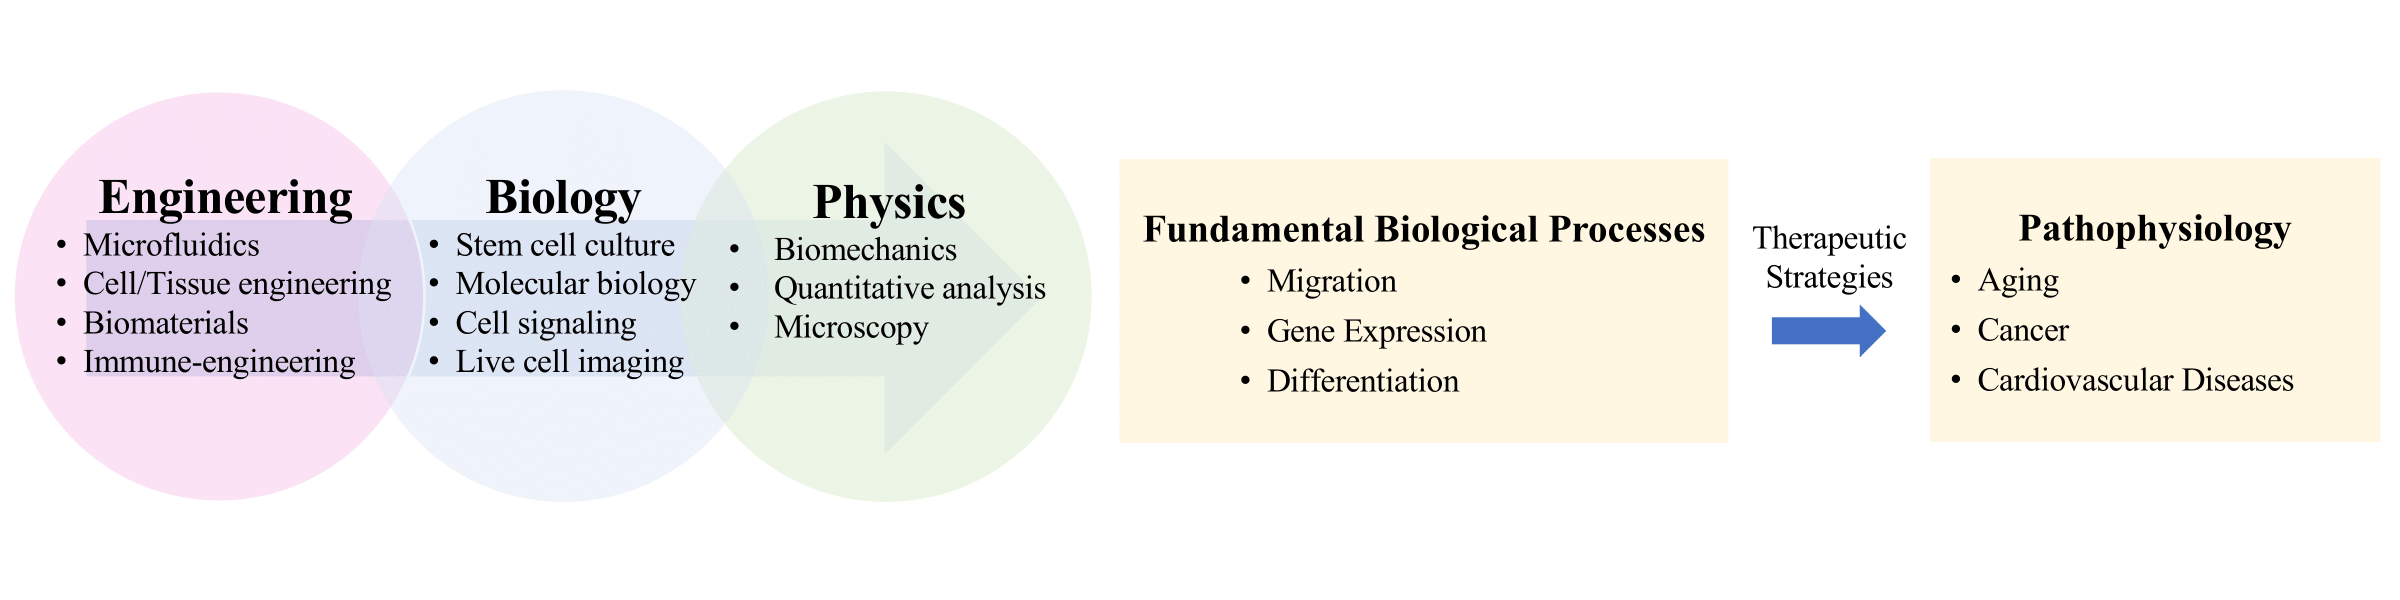 Engineering
• Microfluidics
• Cell/Tissue engineering
• Biomaterials
• Immune-engineering
Biology
• Stem cell culture
• Molecular biology
• Cell signaling
• Live cell imaging
Physics
• Biomechanics
• Quantitative analysis
• Microscopy
Fundamental Biological Processes
• Migration
• Gene Expression
• Differentiation
Therapeutic
Strategies
Pathophysiology
• Aging
• Cancer
• Cardiovascular Diseases